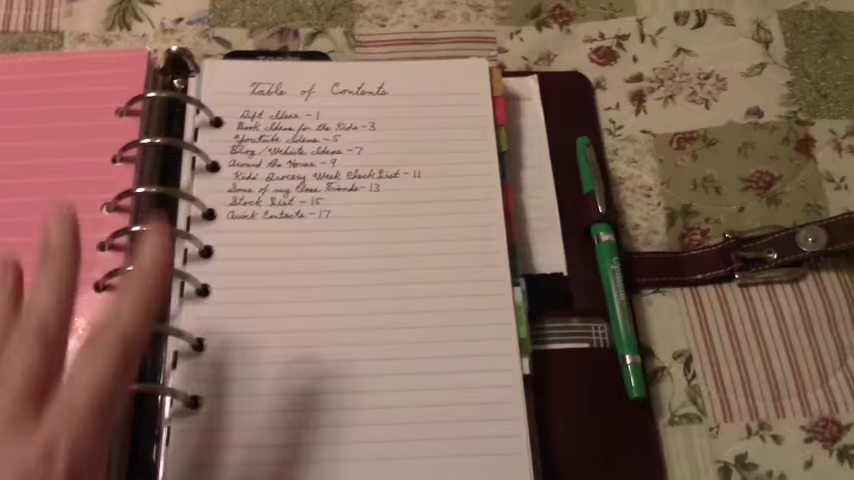 Table of Contents
Gift Ideas - 1
Book Ideas for the Kids - 3
Youtube Ideas - 5
Blog/Website Ideas - 7
Around the House - 9
Kids' Grocery Week Check List - 11
Some of my Close Friends - 13
Stock List - 15
Quick Contacts - 17